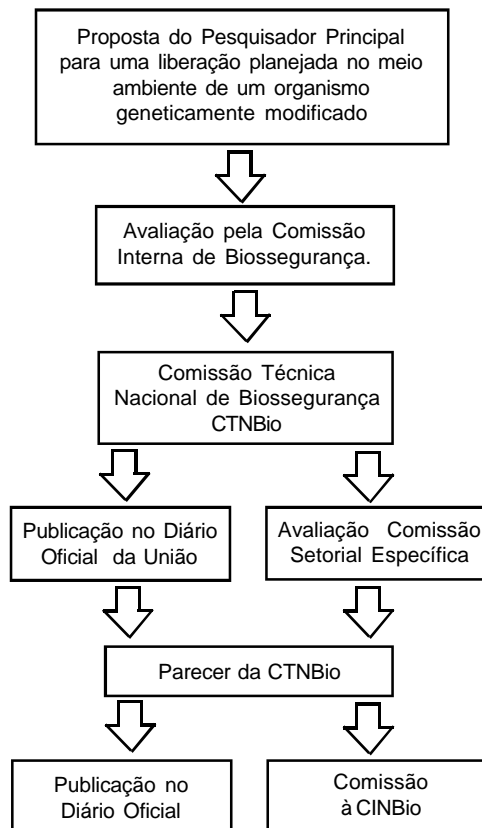 Proposta do Pesquisador Principal
para uma liberação planejada no meio
ambiente de um organismo
geneticamente modificado
Avaliação pela Comissão
Interna de Biossegurança.
Comissão Técnica
Nacional de Biossegurança
CTNBio
Publicação no Diário
Oficial da União
Avaliação Comissão
Setorial Específica
Parecer da CTNBio
Publicação no
Diário Oficial
Comissão
à CINBio